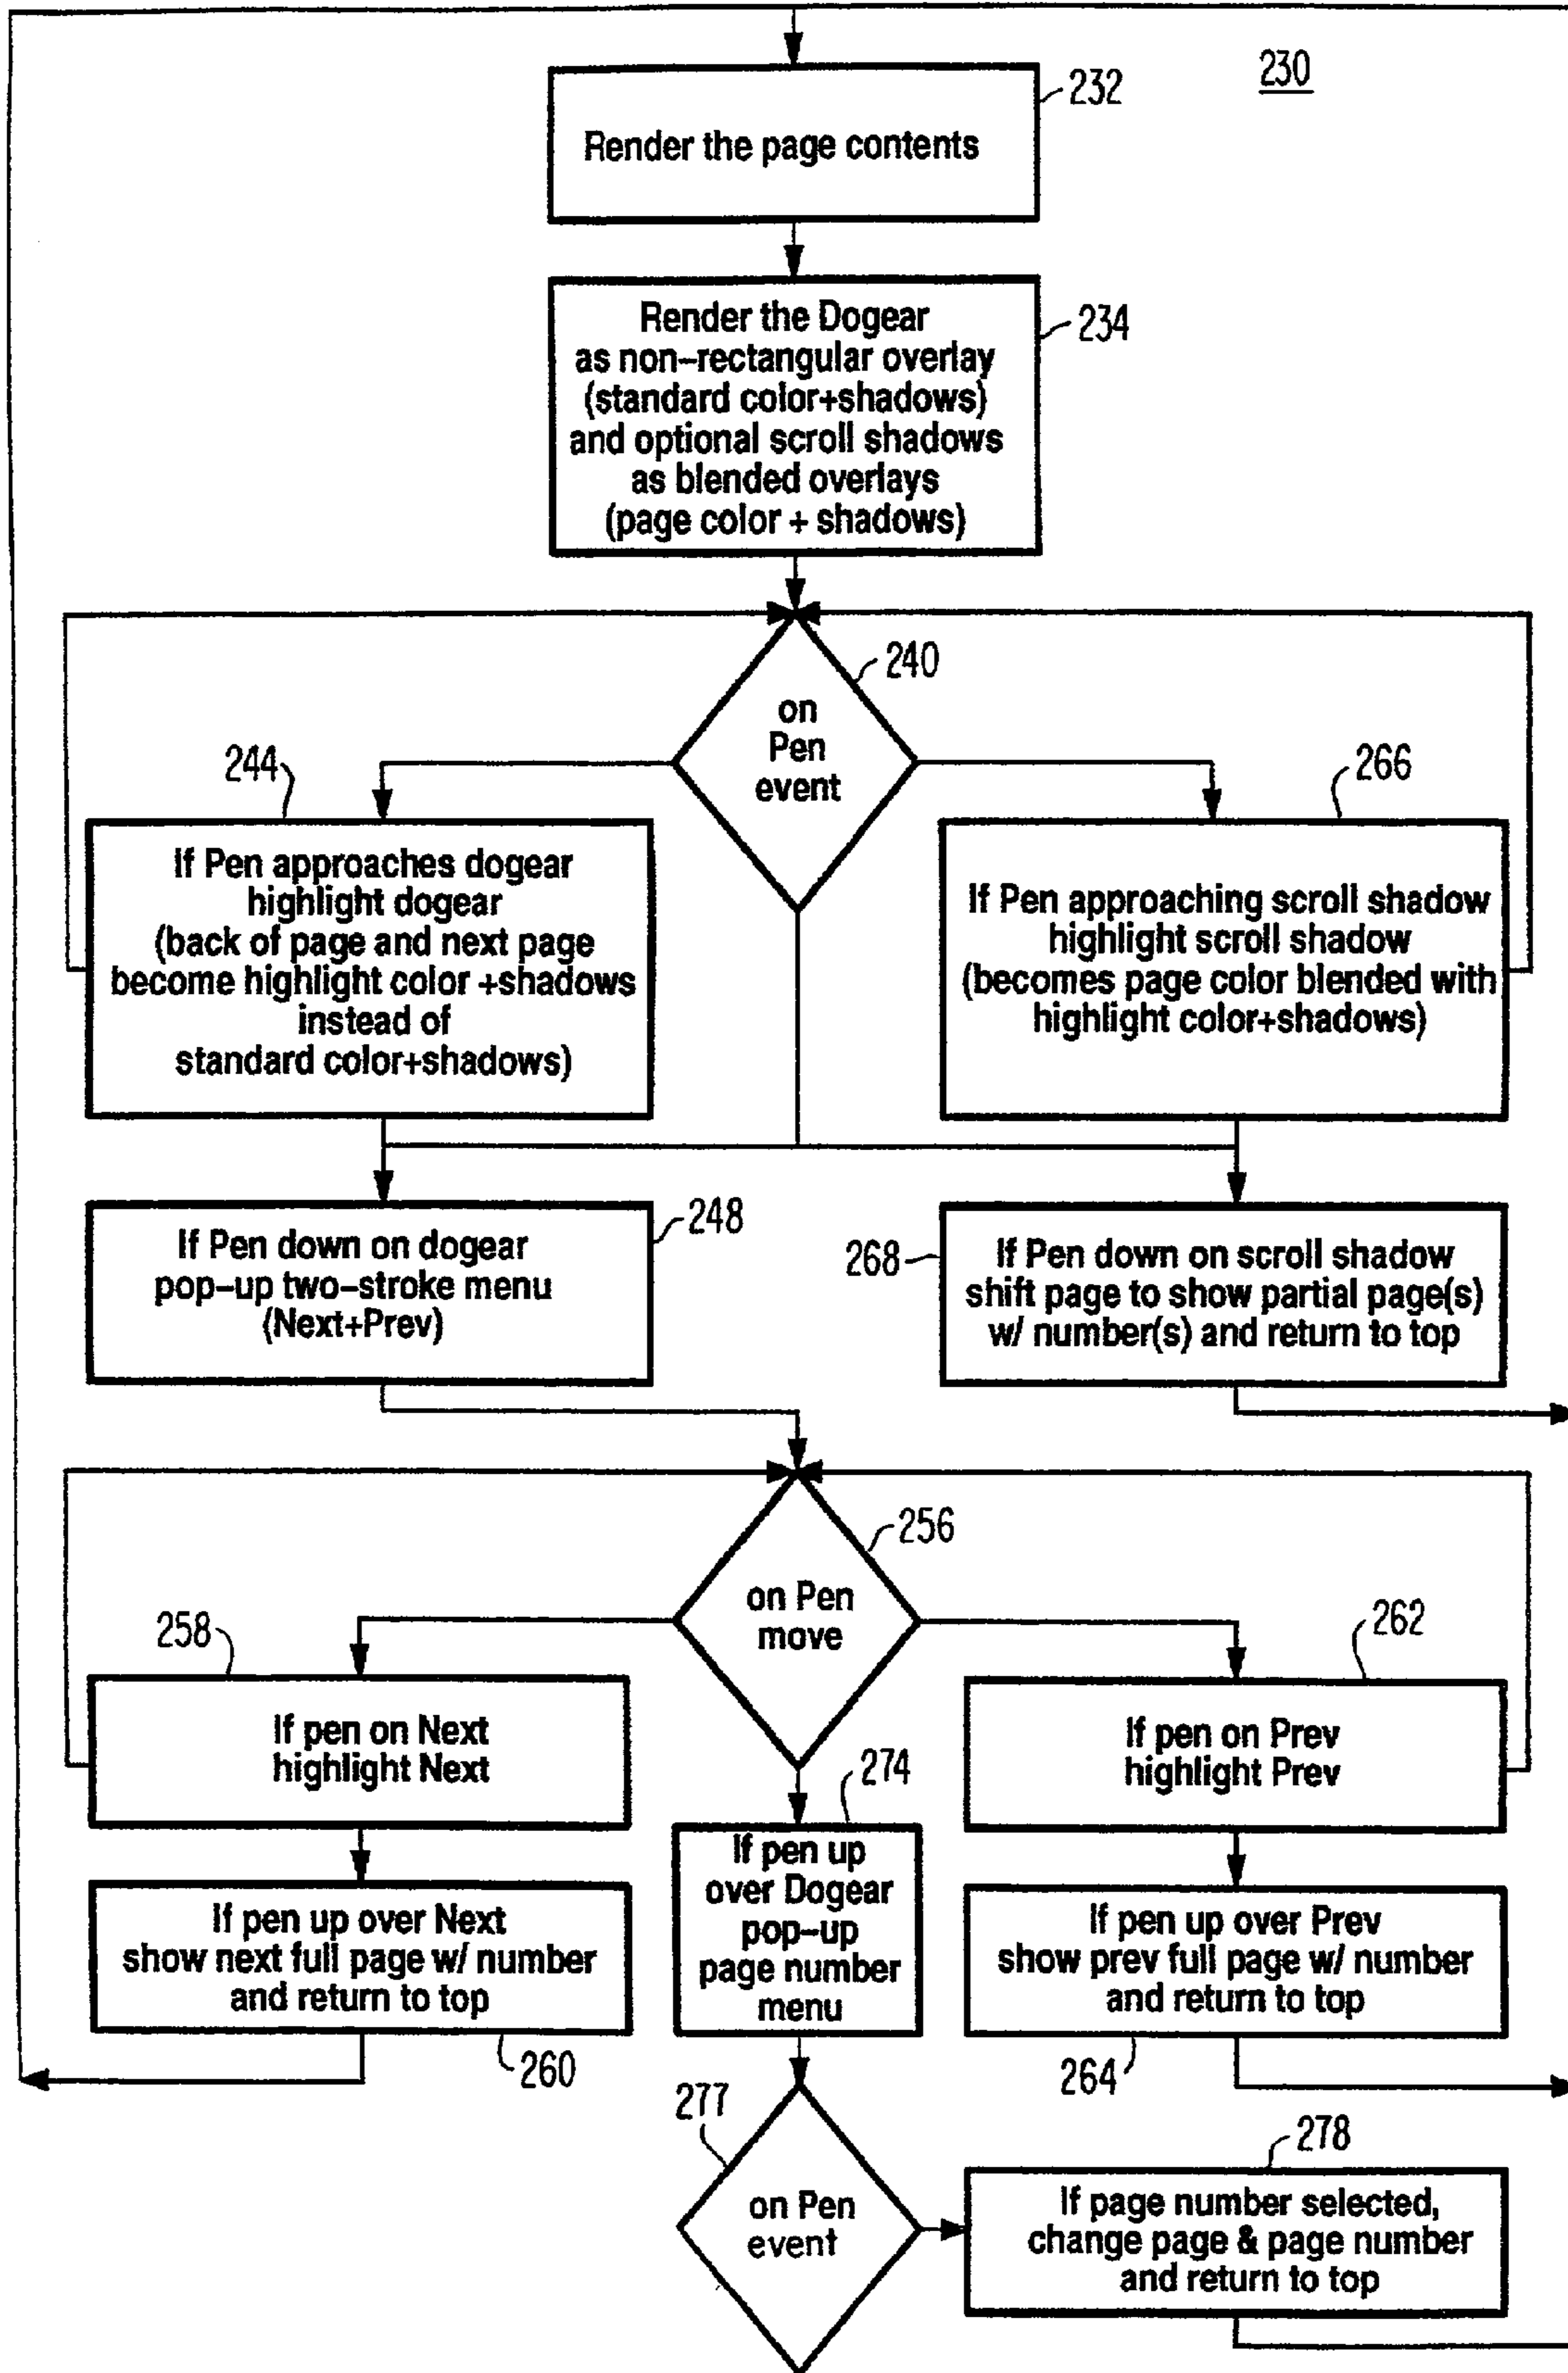 230
232
Render the page contents
234
Render the Dogear
as non-rectangular overlay
(standard color+shadows)
and optional scroll shadows
as blended overlays
(page color + shadows)
240
on
Pen
event
244
If Pen approaches dogear
highlight dogear
(back of page and next page
become highlight color +shadows
instead of
standard color+shadows)
266
If Pen approaching scroll shadow
highlight scroll shadow
(becomes page color blended with
highlight color+shadows)
248
If Pen down on dogear
pop-up two-stroke menu
(Next+Prev)
268
If Pen down on scroll shadow
shift page to show partial page(s)
w/ number(s) and return to top
256
on Pen
move
258
If pen on Next
highlight Next
262
If pen on Prev
highlight Prev
274
If pen up
over Dogear
pop-up
page number
menu
If pen up over Next
show next full page w/ number
and return to top
260
If pen up over Prev
show prev full page w/ number
and return to top
264
277
on Pen
event
278
If page number selected,
change page & page number
and return to top